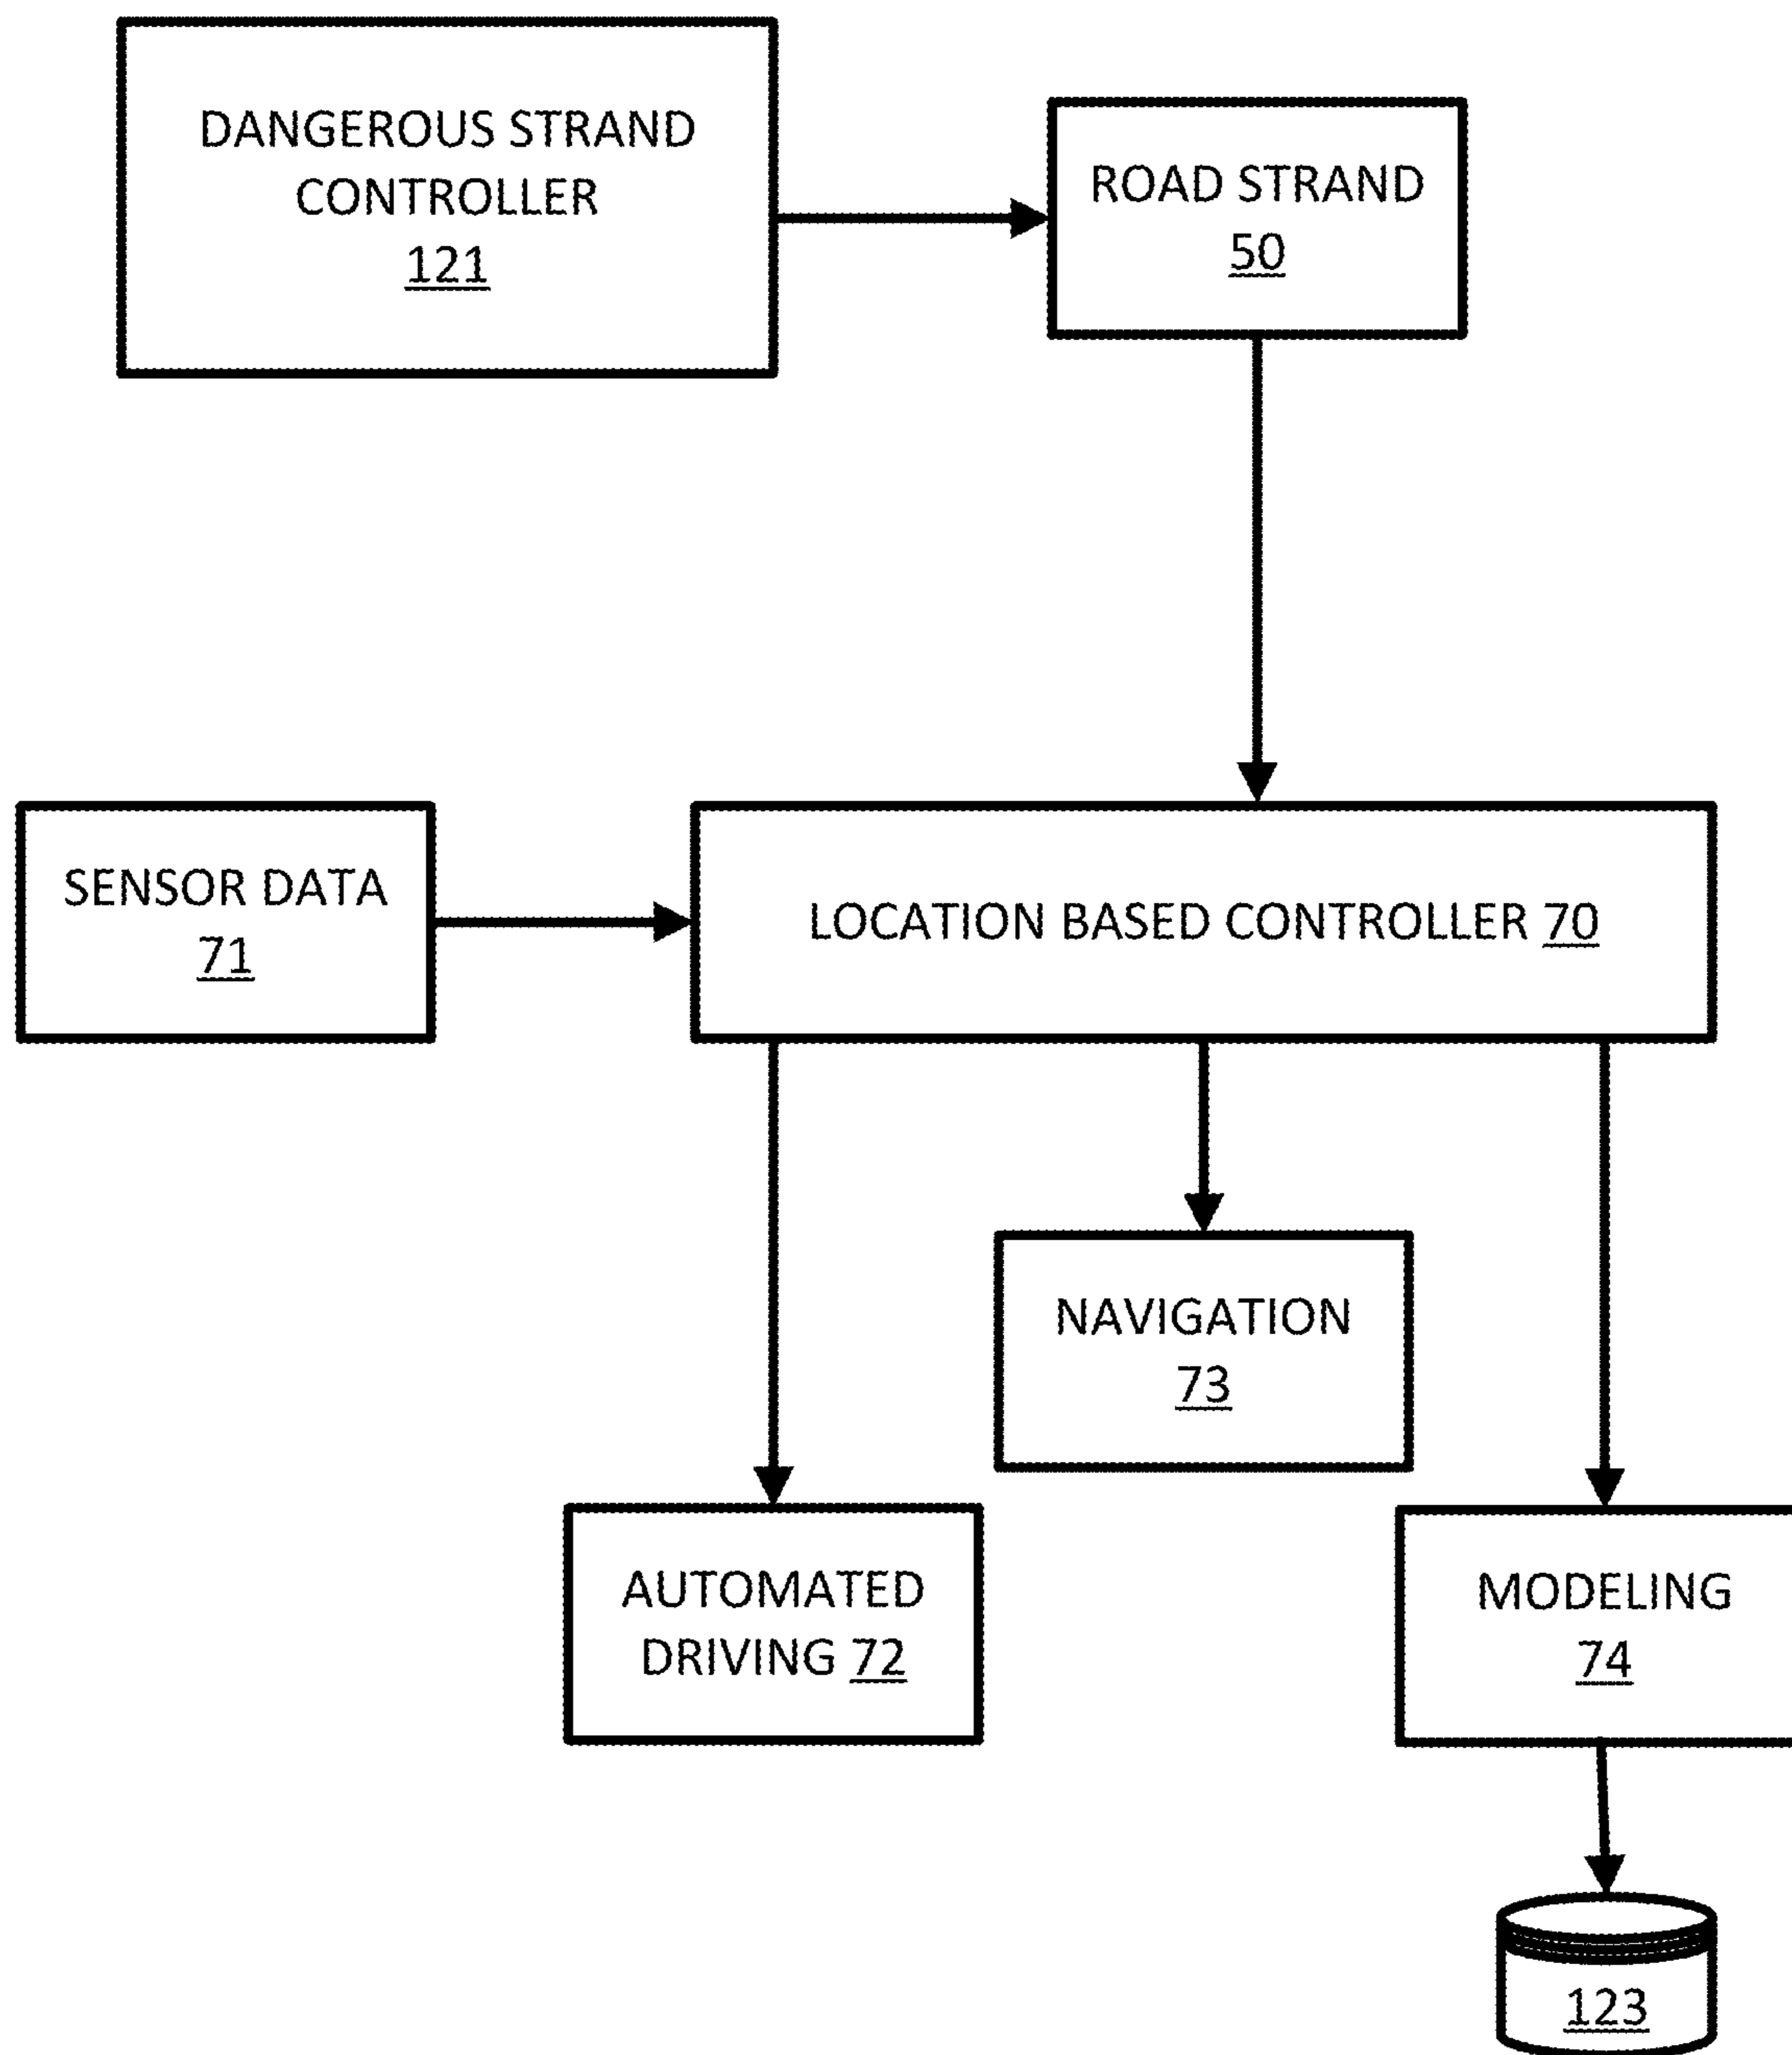 DANGEROUS STRAND
CONTROLLER
121
ROAD STRAND
50
SENSOR DATA
71
LOCATION BASED CONTROLLER 70
NAVIGATION
73
AUTOMATED
DRIVING 72
MODELING
74
123